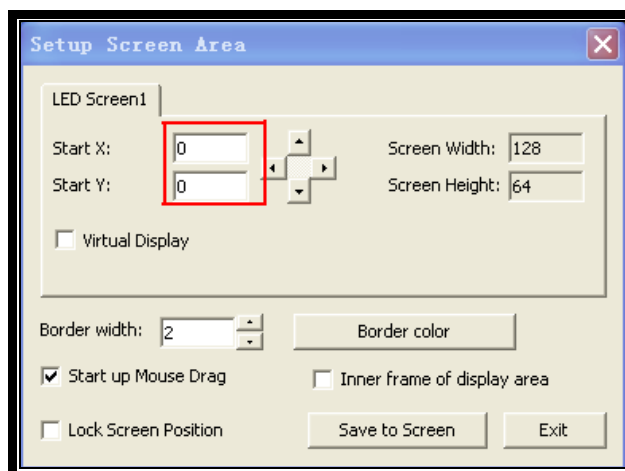 Setup Screen Area
LED Screen1
Start X: 0 Screen Width: 128
Start Y: 0 Screen Height: 64
Virtual Display
Border width: 2 Border color
Start up Mouse Drag Inner frame of display area
Lock Screen Position Save to Screen Exit